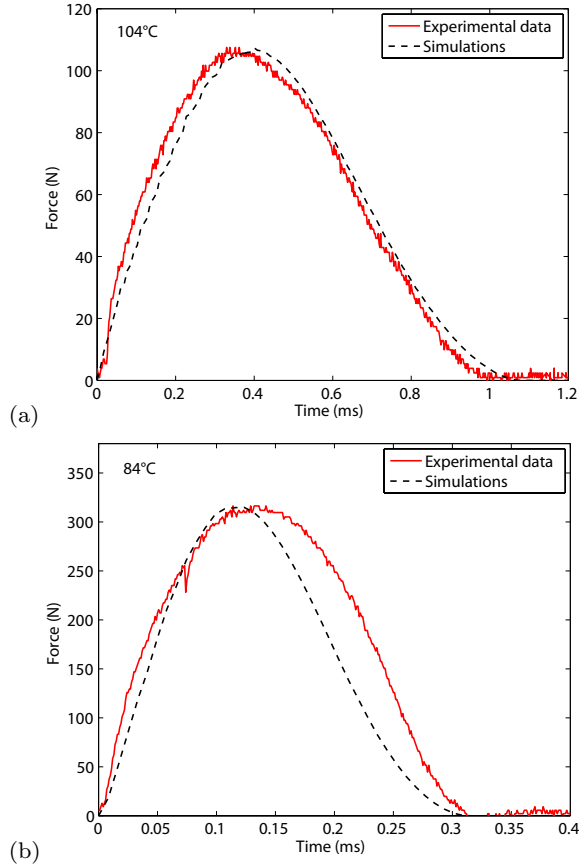 120
104°C
Experimental data
Simulations
100
80
60
40
20
0
Force (N)
0 0.2 0.4 0.6 0.8 1 1.2
Time (ms)
(a)
350
84°C
Experimental data
Simulations
300
250
200
150
100
50
0
Force (N)
0 0.05 0.1 0.15 0.2 0.25 0.3 0.35 0.4
Time (ms)
(b)